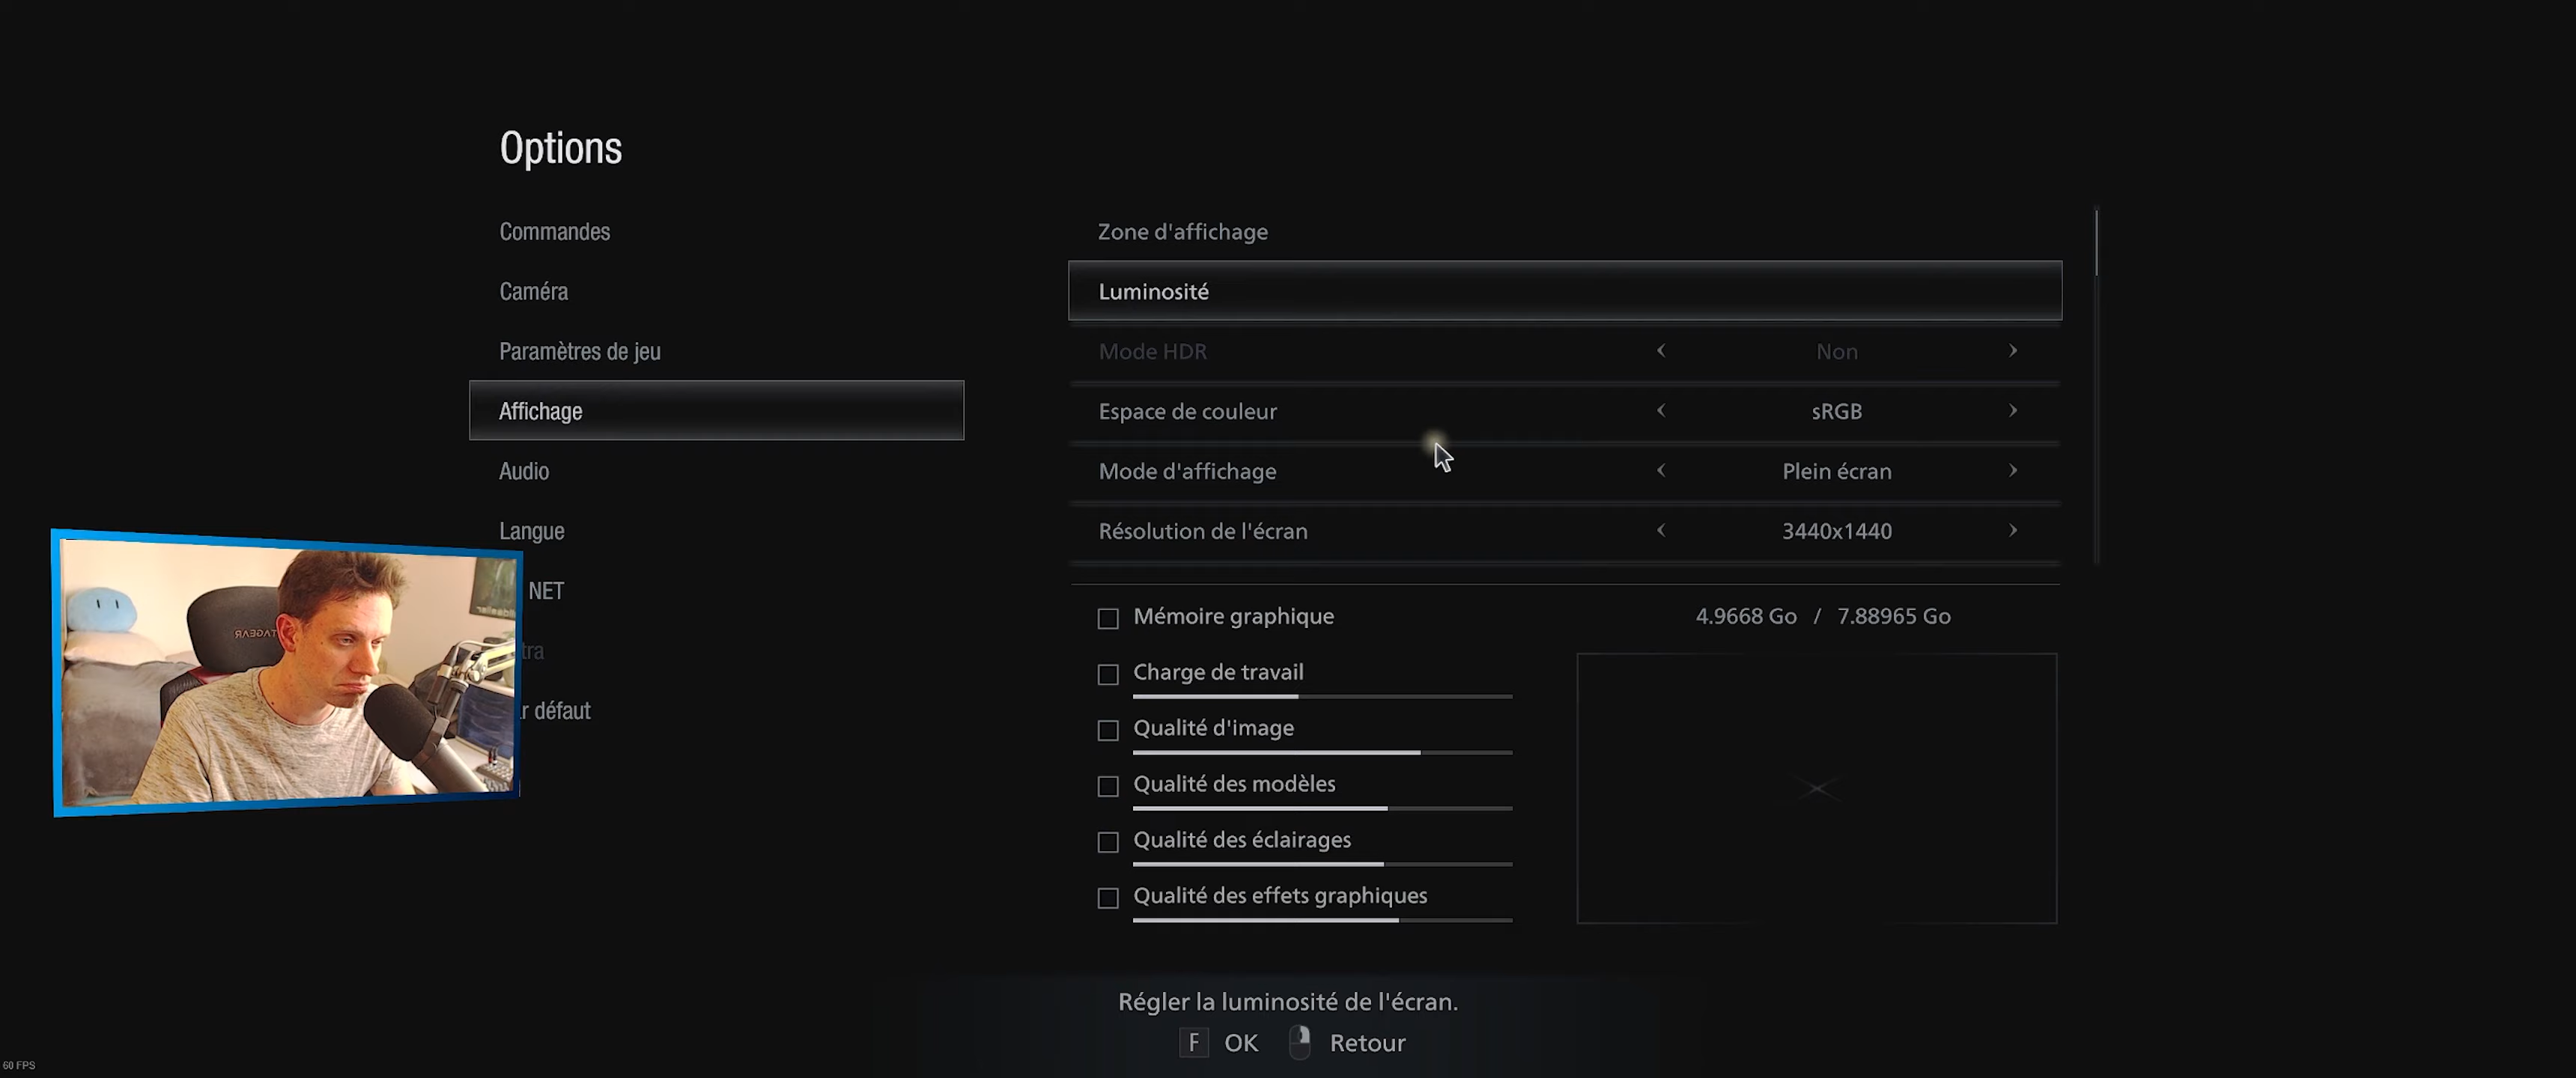 Options
Commandes
Caméra
Paramètres de jeu
Affichage
Audio
Langue
NET
Zone d'affichage
Luminosité
Mode HDR < Non >
Espace de couleur < sRGB >
Mode d'affichage < Plein écran >
Résolution de l'écran < 3440x1440 >
Mémoire graphique 4.9668 Go / 7.88965 Go
Charge de travail
Qualité d'image
Qualité des modèles
Qualité des éclairages
Qualité des effets graphiques
défaut
Régler la luminosité de l'écran.
F OK Retour
60 FPS